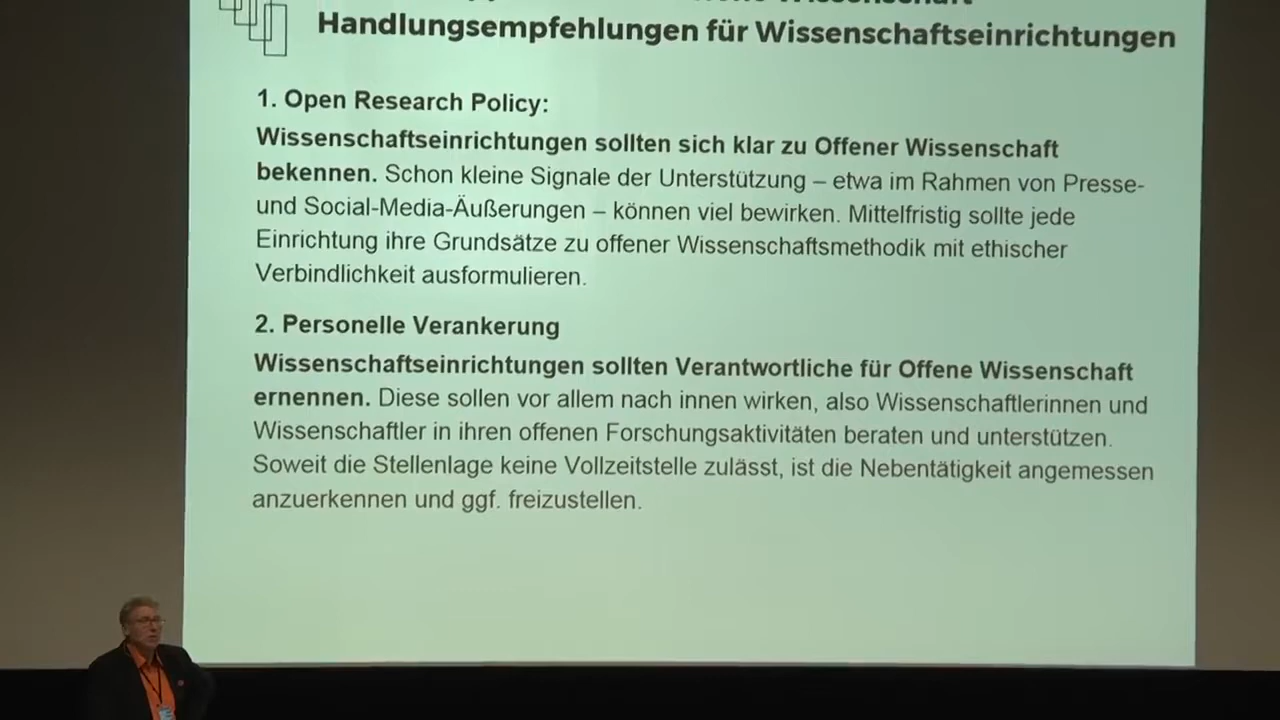 Handlungsempfehlungen für Wissenschaftseinrichtungen
1. Open Research Policy:
Wissenschaftseinrichtungen sollten sich klar zu Offener Wissenschaft
bekennen. Schon kleine Signale der Unterstützung – etwa im Rahmen von Presse-
und Social-Media-Äußerungen – können viel bewirken. Mittelfristig sollte jede
Einrichtung ihre Grundsätze zu offener Wissenschaftsmethodik mit ethischer
Verbindlichkeit ausformulieren.
2. Personelle Verankerung
Wissenschaftseinrichtungen sollten Verantwortliche für Offene Wissenschaft
ernennen. Diese sollen vor allem nach innen wirken, also Wissenschaftlerinnen und
Wissenschaftler in ihren offenen Forschungsaktivitäten beraten und unterstützen.
Soweit die Stellenlage keine Vollzeitstelle zulässt, ist die Nebentätigkeit angemessen
anzuerkennen und ggf. freizustellen.